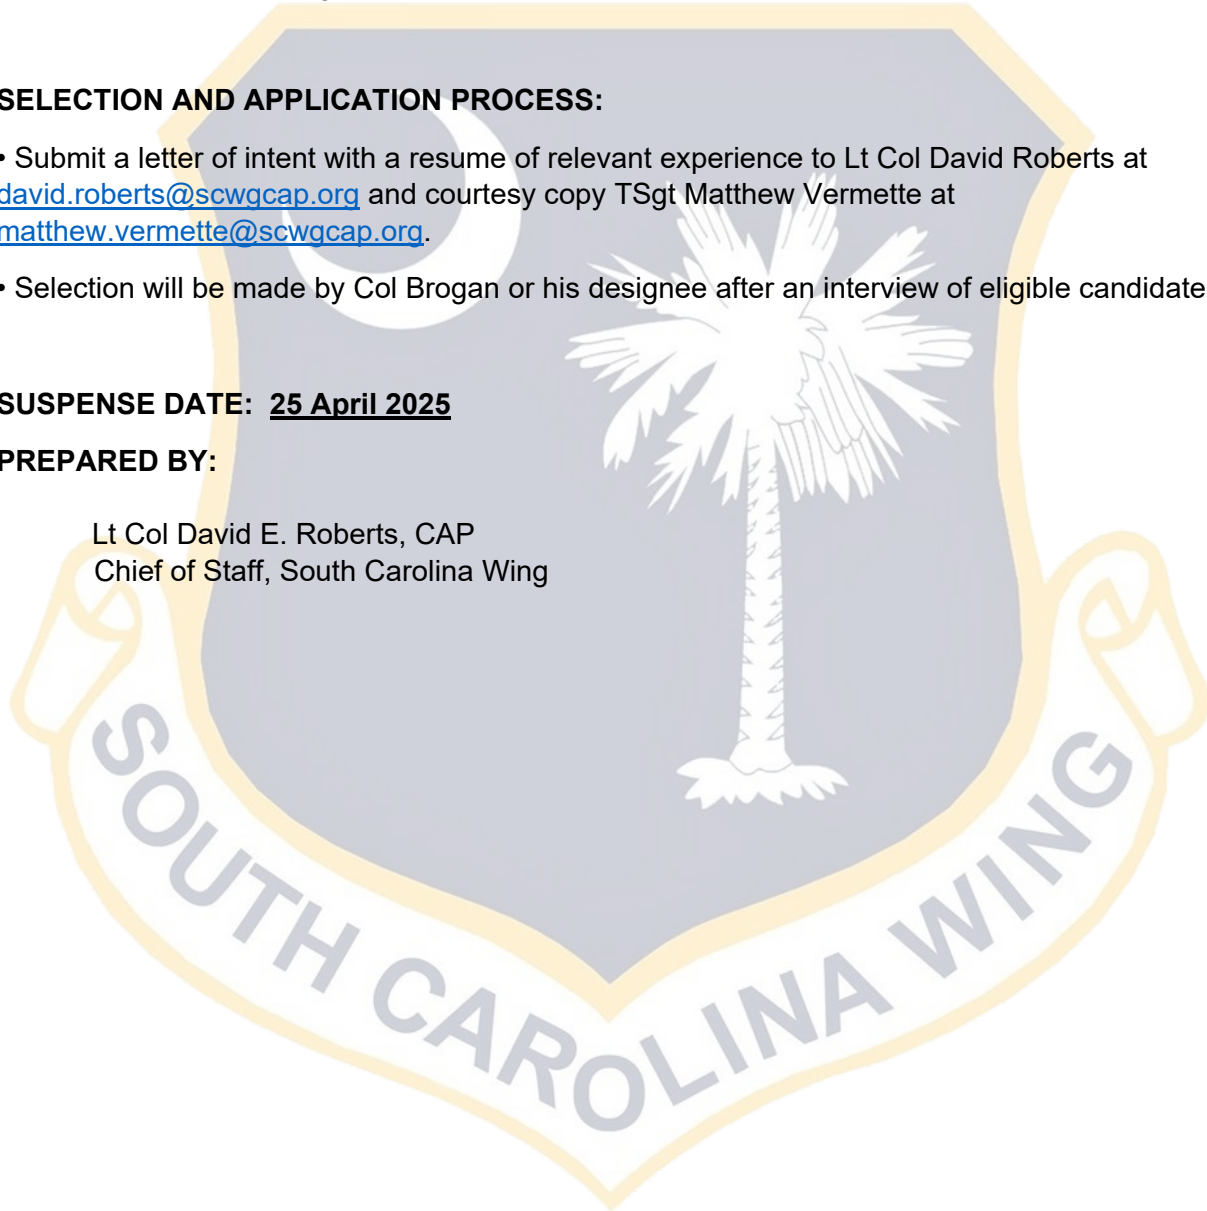 SELECTION AND APPLICATION PROCESS:
• Submit a letter of intent with a resume of relevant experience to Lt Col David Roberts at
david.roberts@scwgcap.org and courtesy copy TSgt Matthew Vermette at
matthew.vermette@scwgcap.org.
• Selection will be made by Col Brogan or his designee after an interview of eligible candidate
SUSPENSE DATE: 25 April 2025
PREPARED BY:
Lt Col David E. Roberts, CAP
Chief of Staff, South Carolina Wing
SOUTH CAROLINA WING